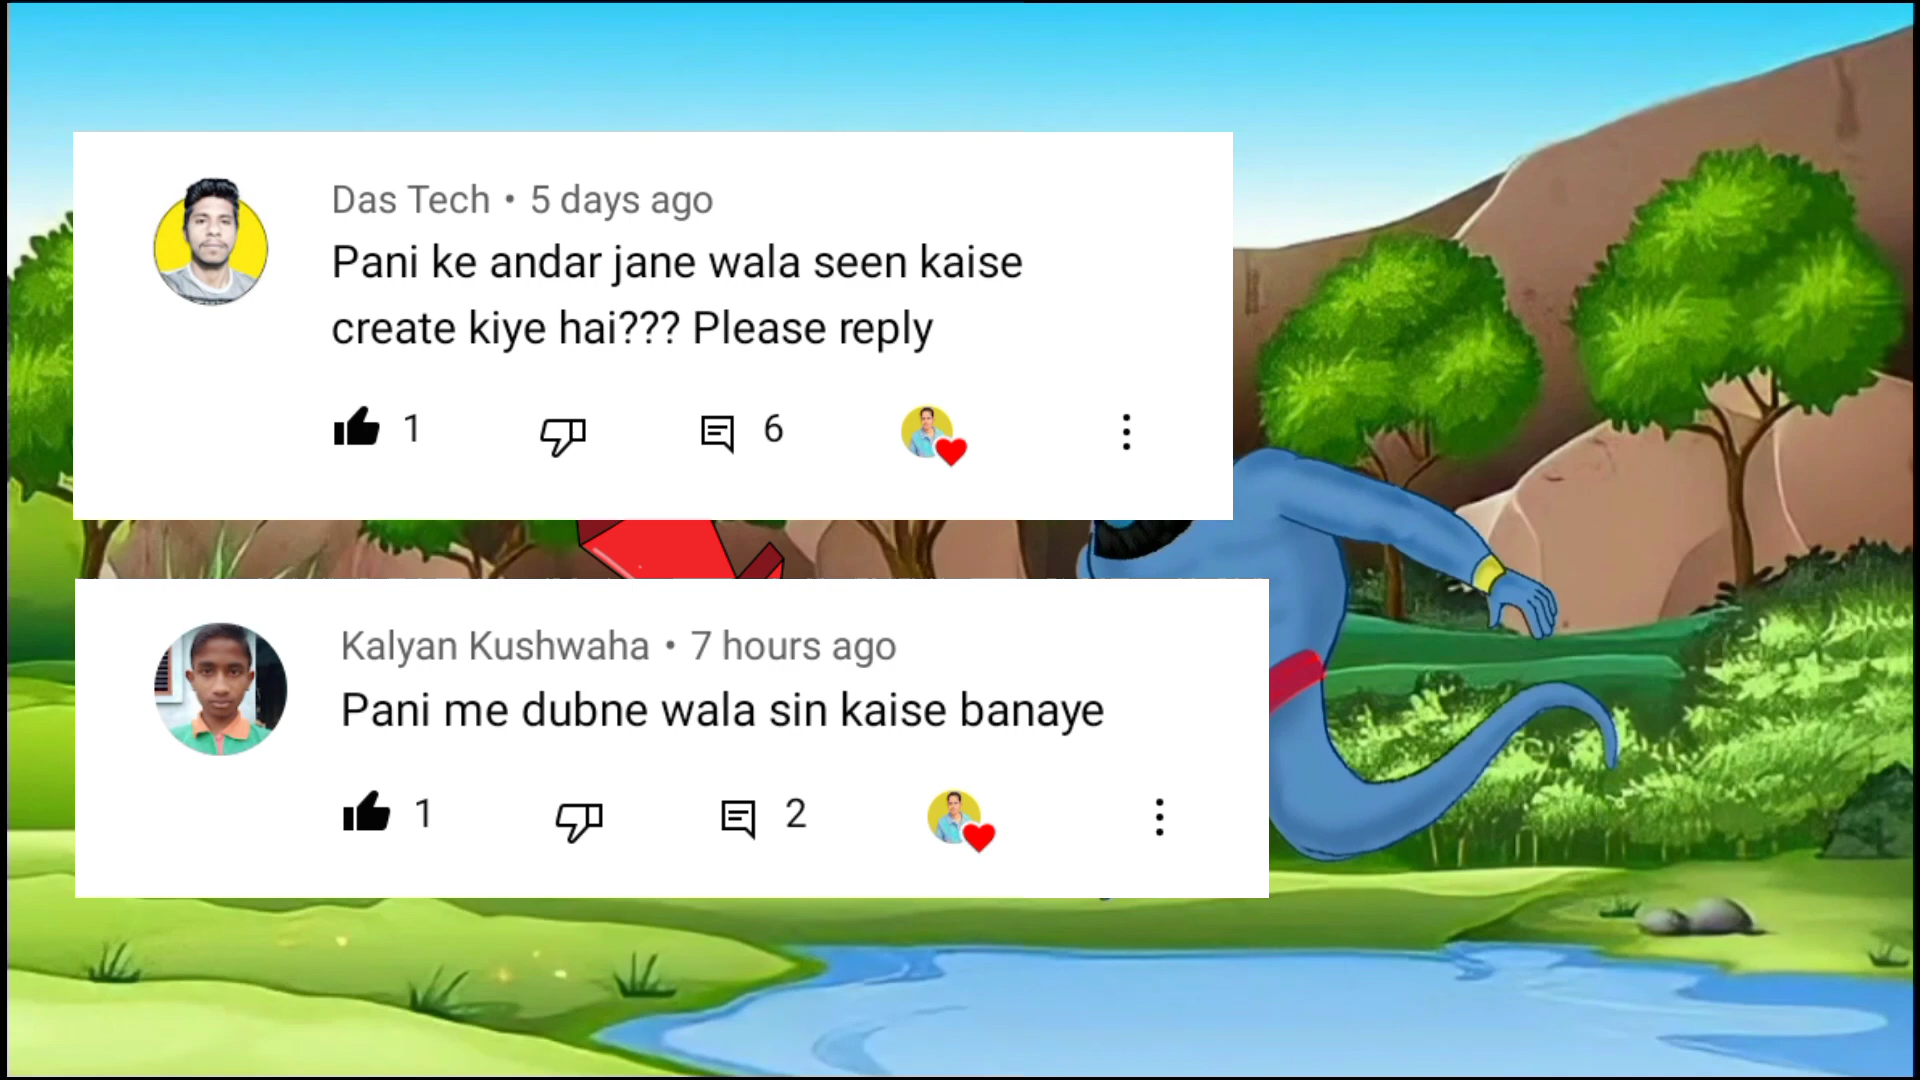 Das Tech • 5 days ago
Pani ke andar jane wala seen kaise
create kiye hai??? Please reply
1 6
Kalyan Kushwaha • 7 hours ago
Pani me dubne wala sin kaise banaye
1 2